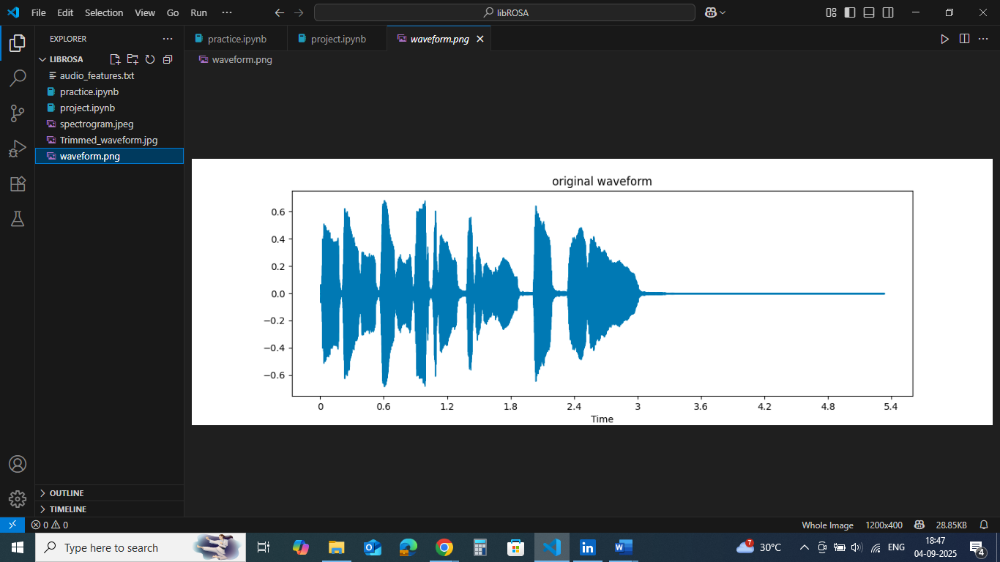 File Edit Selection View Go Run ···
libROSA
EXPLORER ···
LIBROSA
audio_features.txt
practice.ipynb
project.ipynb
spectrogram.jpeg
Trimmed_waveform.jpg
waveform.png
OUTLINE
TIMELINE
practice.ipynb project.ipynb waveform.png
waveform.png
original waveform
0.6
0.4
0.2
0.0
−0.2
−0.4
−0.6
0 0.6 1.2 1.8 2.4 3 3.6 4.2 4.8 5.4
Time
0 0 Whole Image 1200x400 28.85KB
Type here to search
7 30°C ENG 18:47
04-09-2025
4